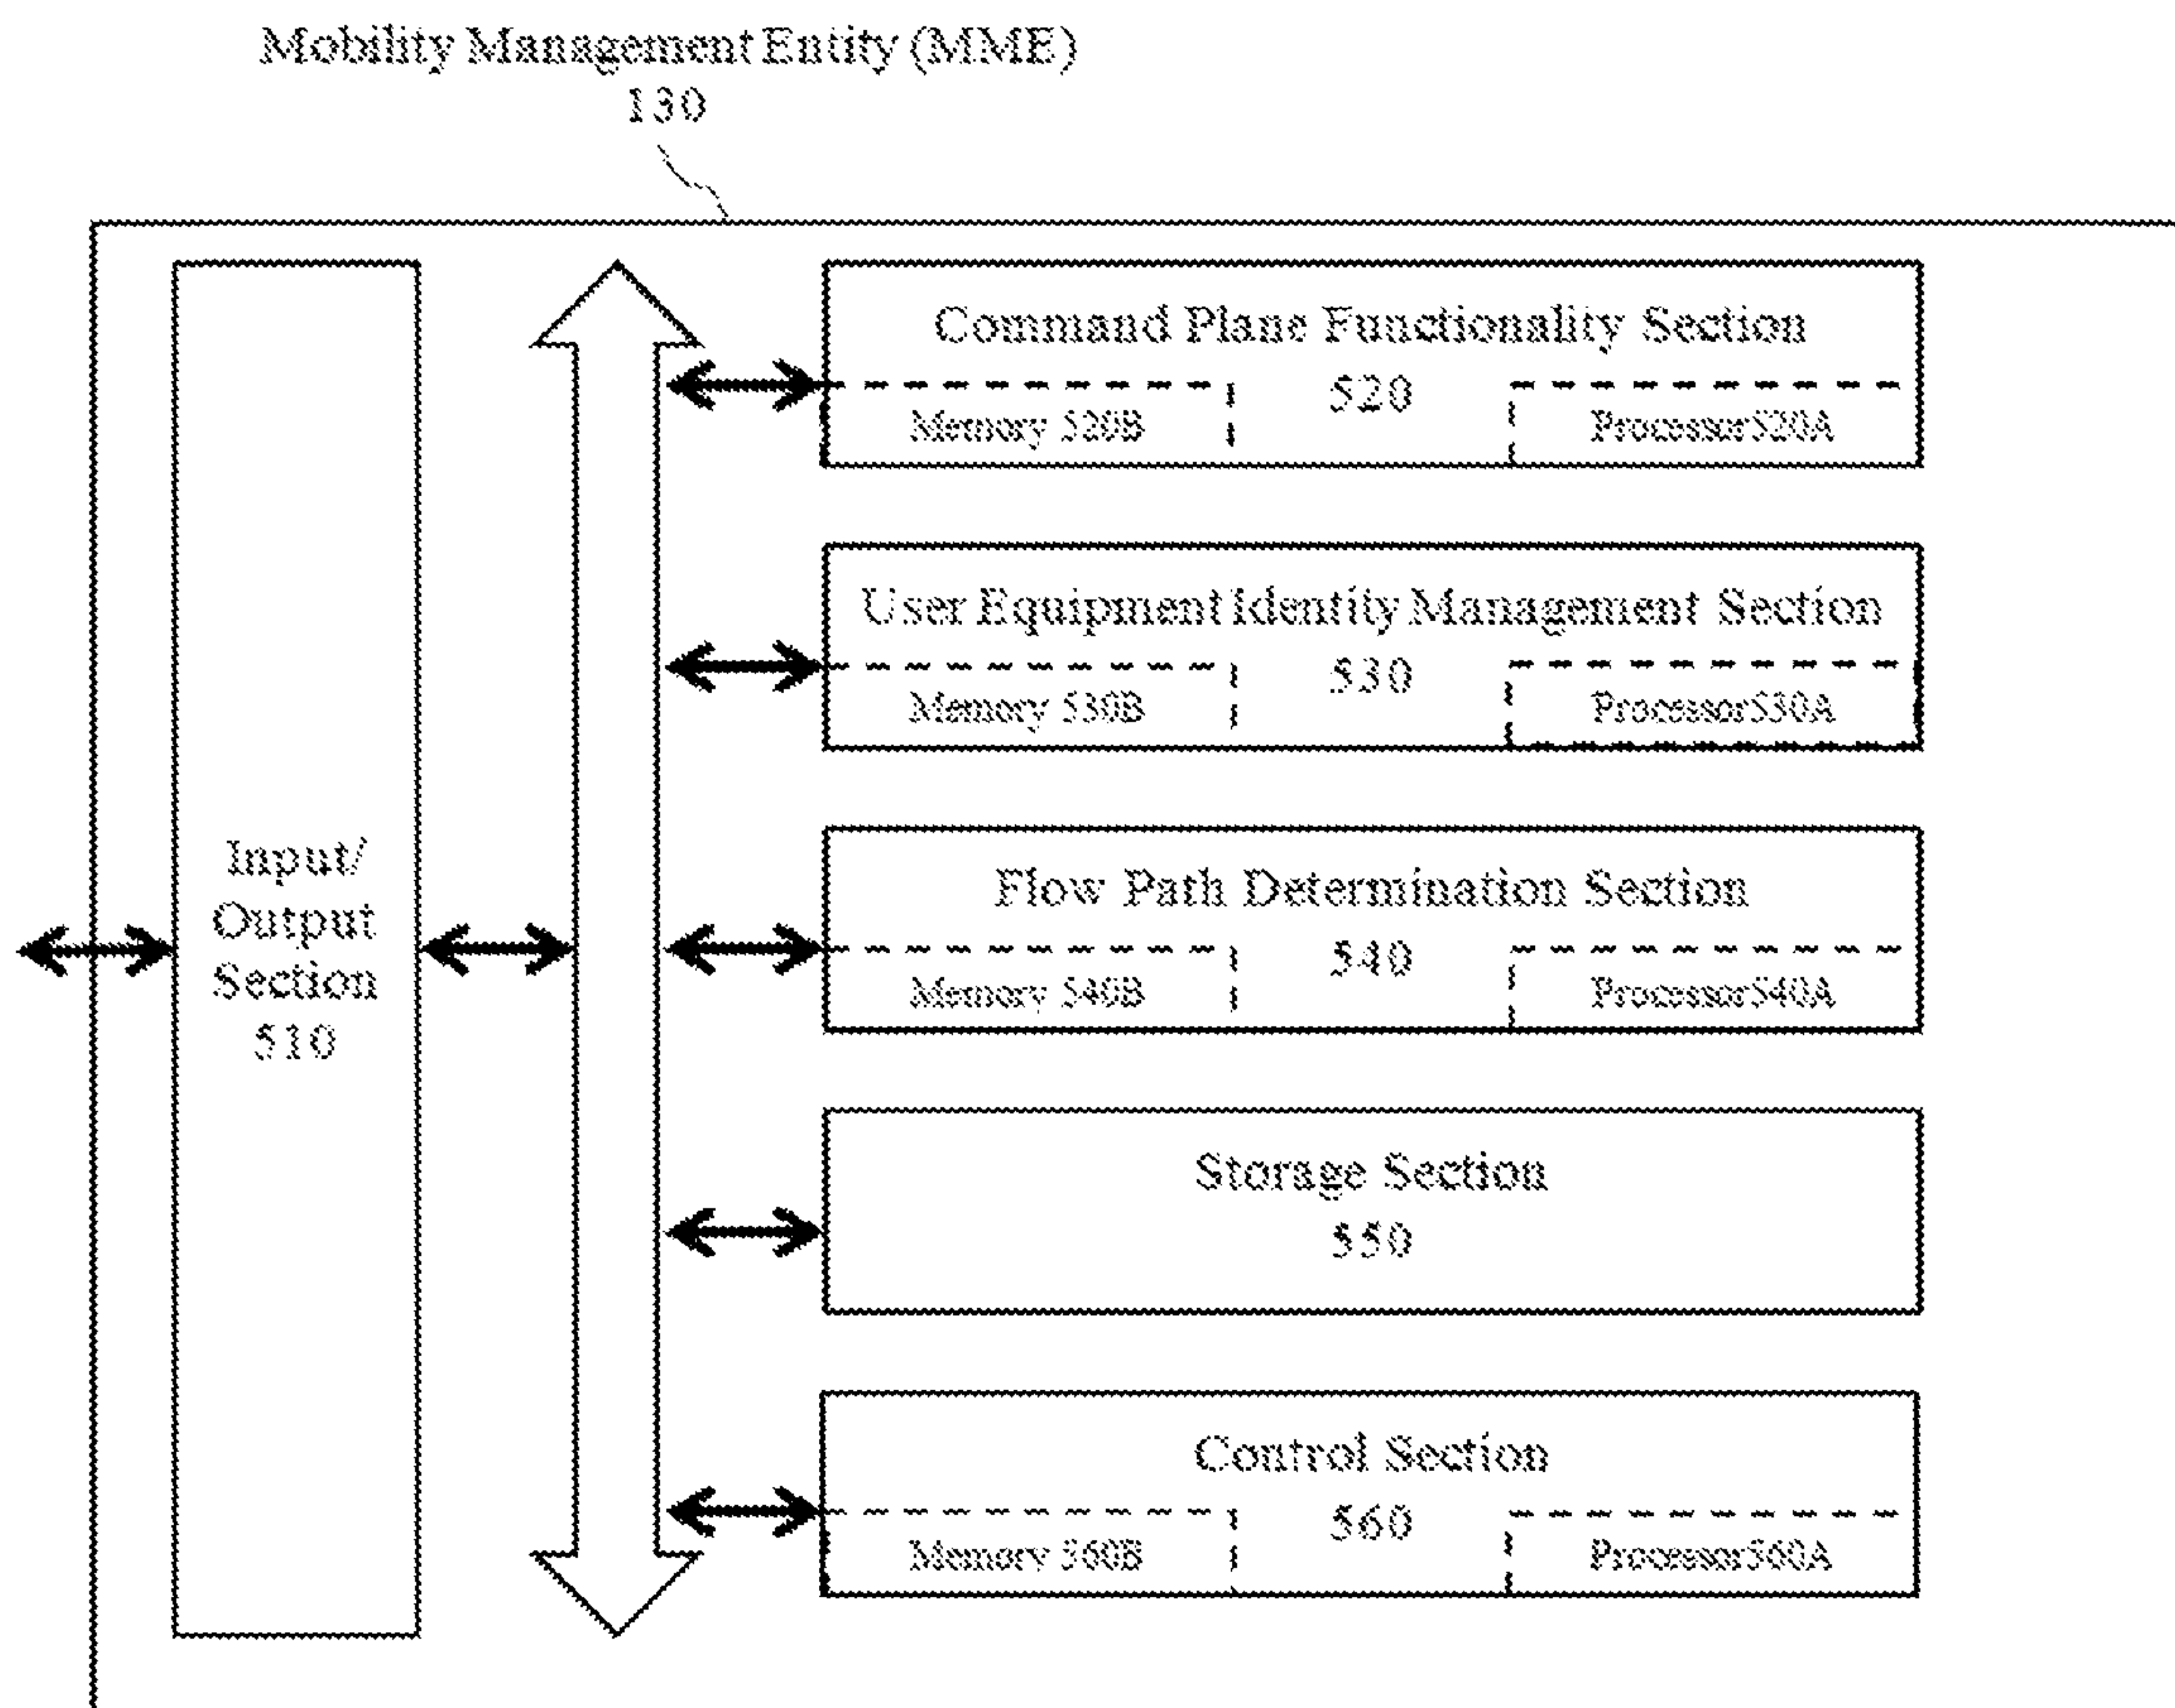 Mobility Management Entity (MME)
130
Command Plane Functionality Section
520
Memory 520B
Processor520A
User Equipment Identity Management Section
530
Memory 530B
Processor530A
Input/
Output
Section
510
Flow Path Determination Section
540
Memory 540B
Processor540A
Storage Section
550
Control Section
560
Memory 560B
Processor560A